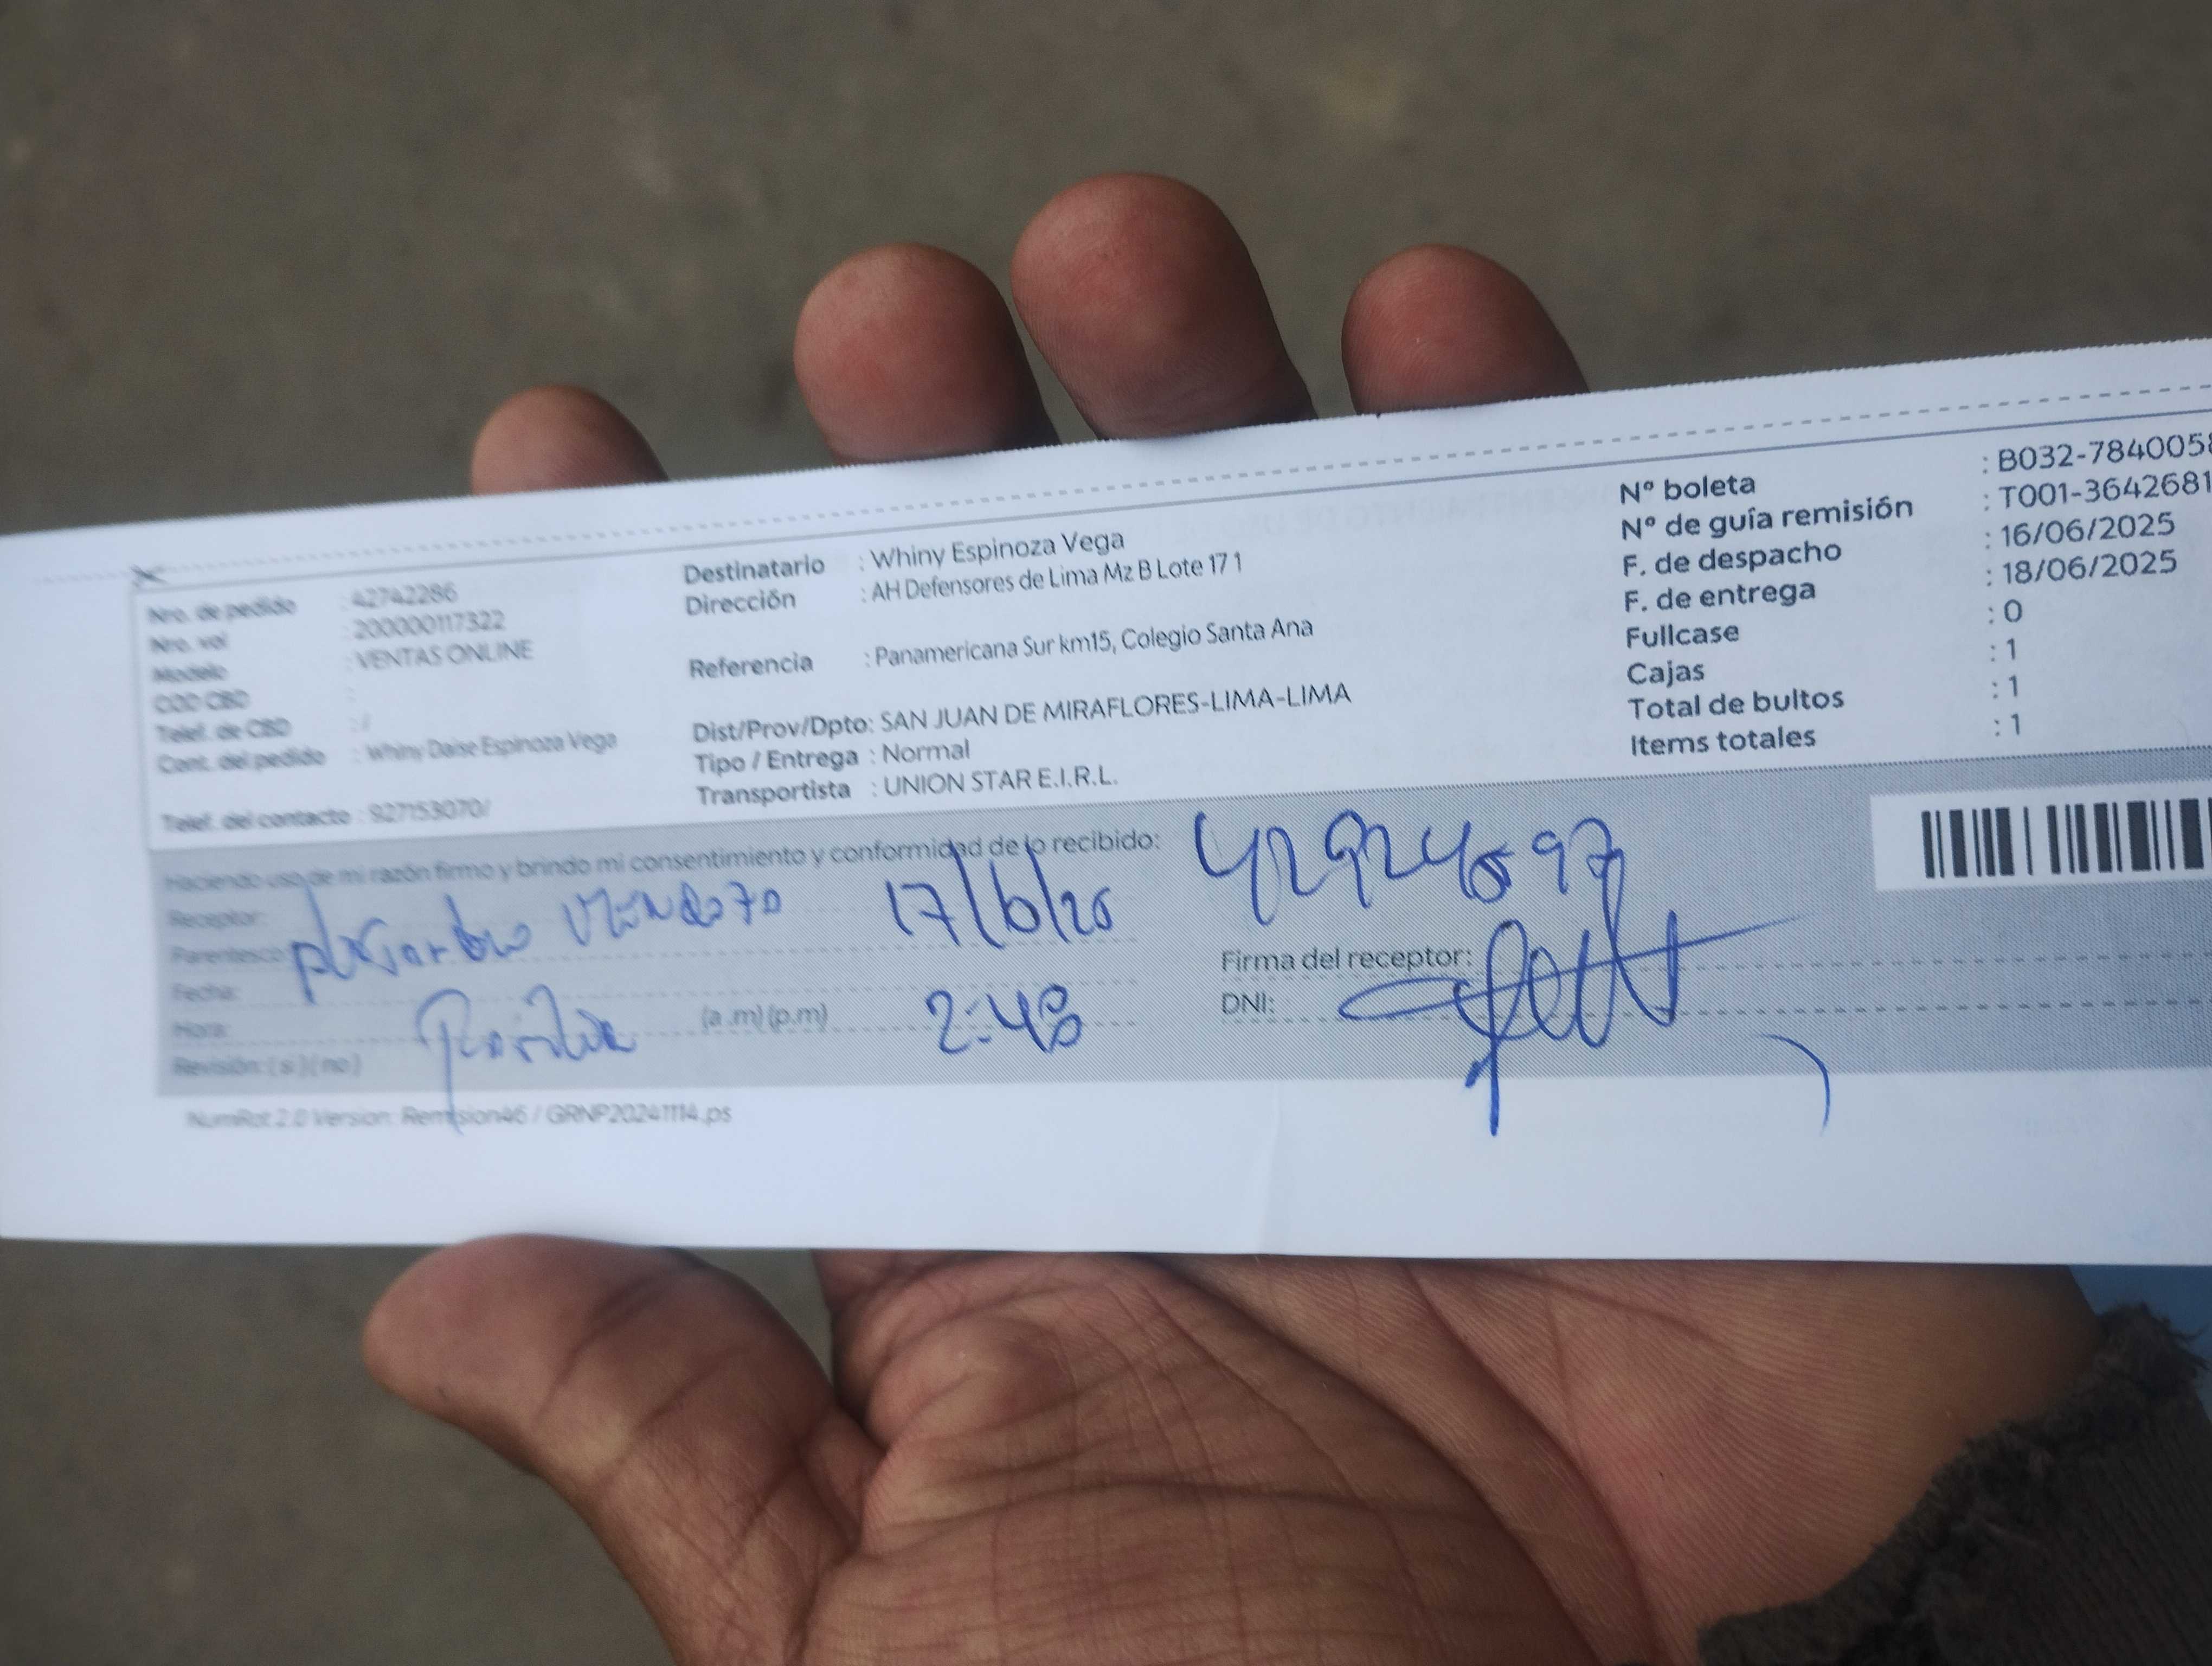 Nro. de pedido : 42742286
Nro. vol : 200000117322
Modelo : VENTAS ONLINE
COD CBD :
Telef. de CBD : /
Cont. del pedido : Whiny Daise Espinoza Vega
Telef. del contacto : 927153070/
Destinatario : Whiny Espinoza Vega
Dirección : AH Defensores de Lima Mz B Lote 17 1
Referencia : Panamericana Sur km15, Colegio Santa Ana
Dist/Prov/Dpto: SAN JUAN DE MIRAFLORES-LIMA-LIMA
Tipo / Entrega : Normal
Transportista : UNION STAR E.I.R.L.
Nº boleta : B032-784005
Nº de guía remisión : T001-3642681
F. de despacho : 16/06/2025
F. de entrega : 18/06/2025
Fullcase : 0
Cajas : 1
Total de bultos : 1
Items totales : 1
Haciendo uso de mi razón firmo y brindo mi consentimiento y conformidad de lo recibido:
Receptor:
Parentesco:
Fecha:
Hora: (a .m) (p.m) 2:48
Revisión: ( si ) ( no )
Firma del receptor:
DNI:
NumRot 2.0 Version: Remision46 / GRNP20241114.ps